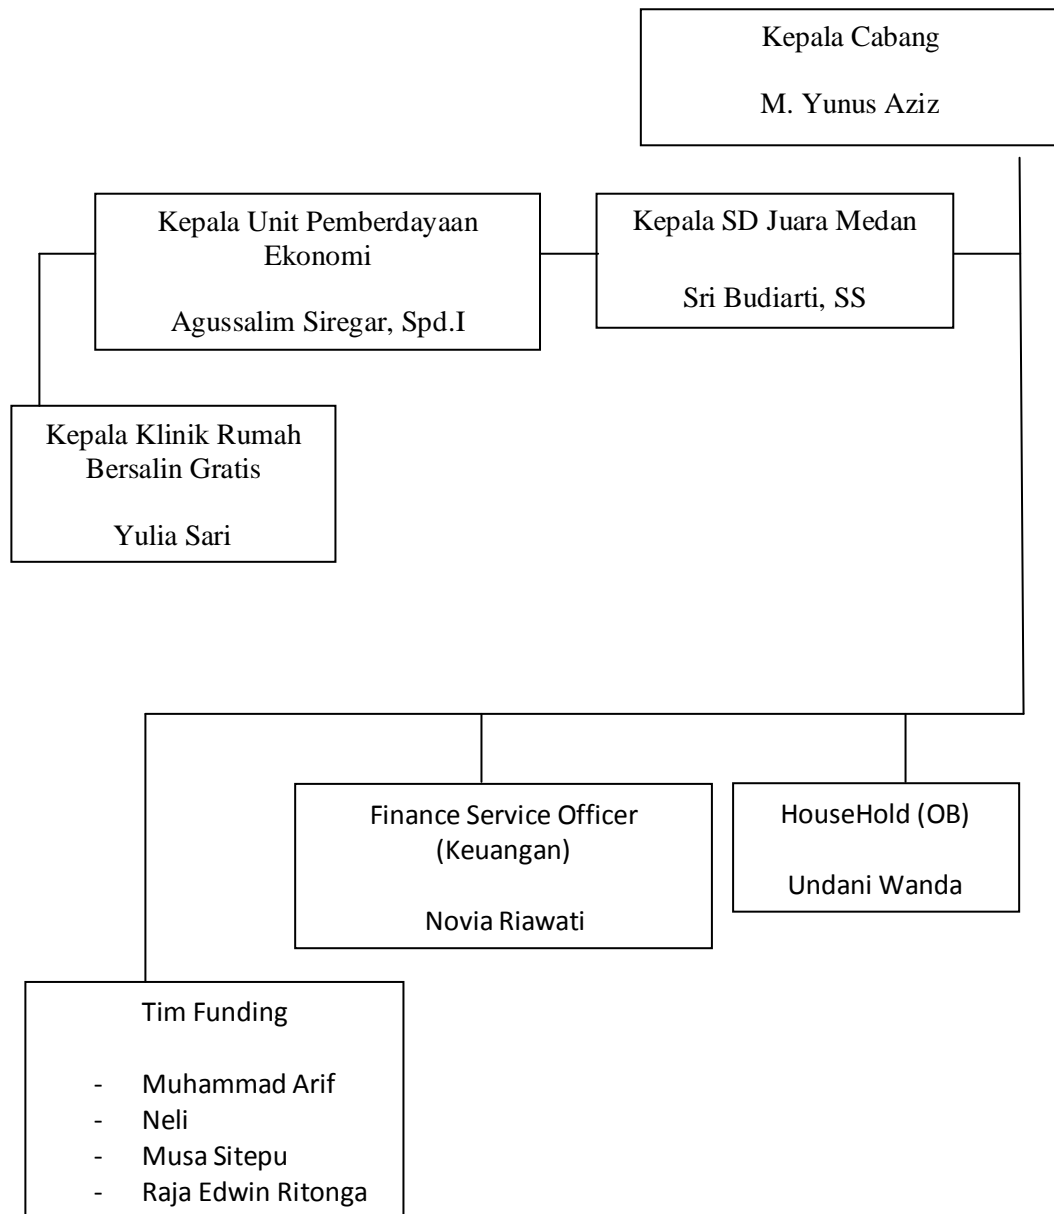 Kepala Cabang
M. Yunus Aziz
Kepala Unit Pemberdayaan
Ekonomi
Agussalim Siregar, Spd.I
Kepala SD Juara Medan
Sri Budiarti, SS
Kepala Klinik Rumah
Bersalin Gratis
Yulia Sari
Finance Service Officer
(Keuangan)
Novia Riawati
HouseHold (OB)
Undani Wanda
Tim Funding
- Muhammad Arif
- Neli
- Musa Sitepu
- Raja Edwin Ritonga